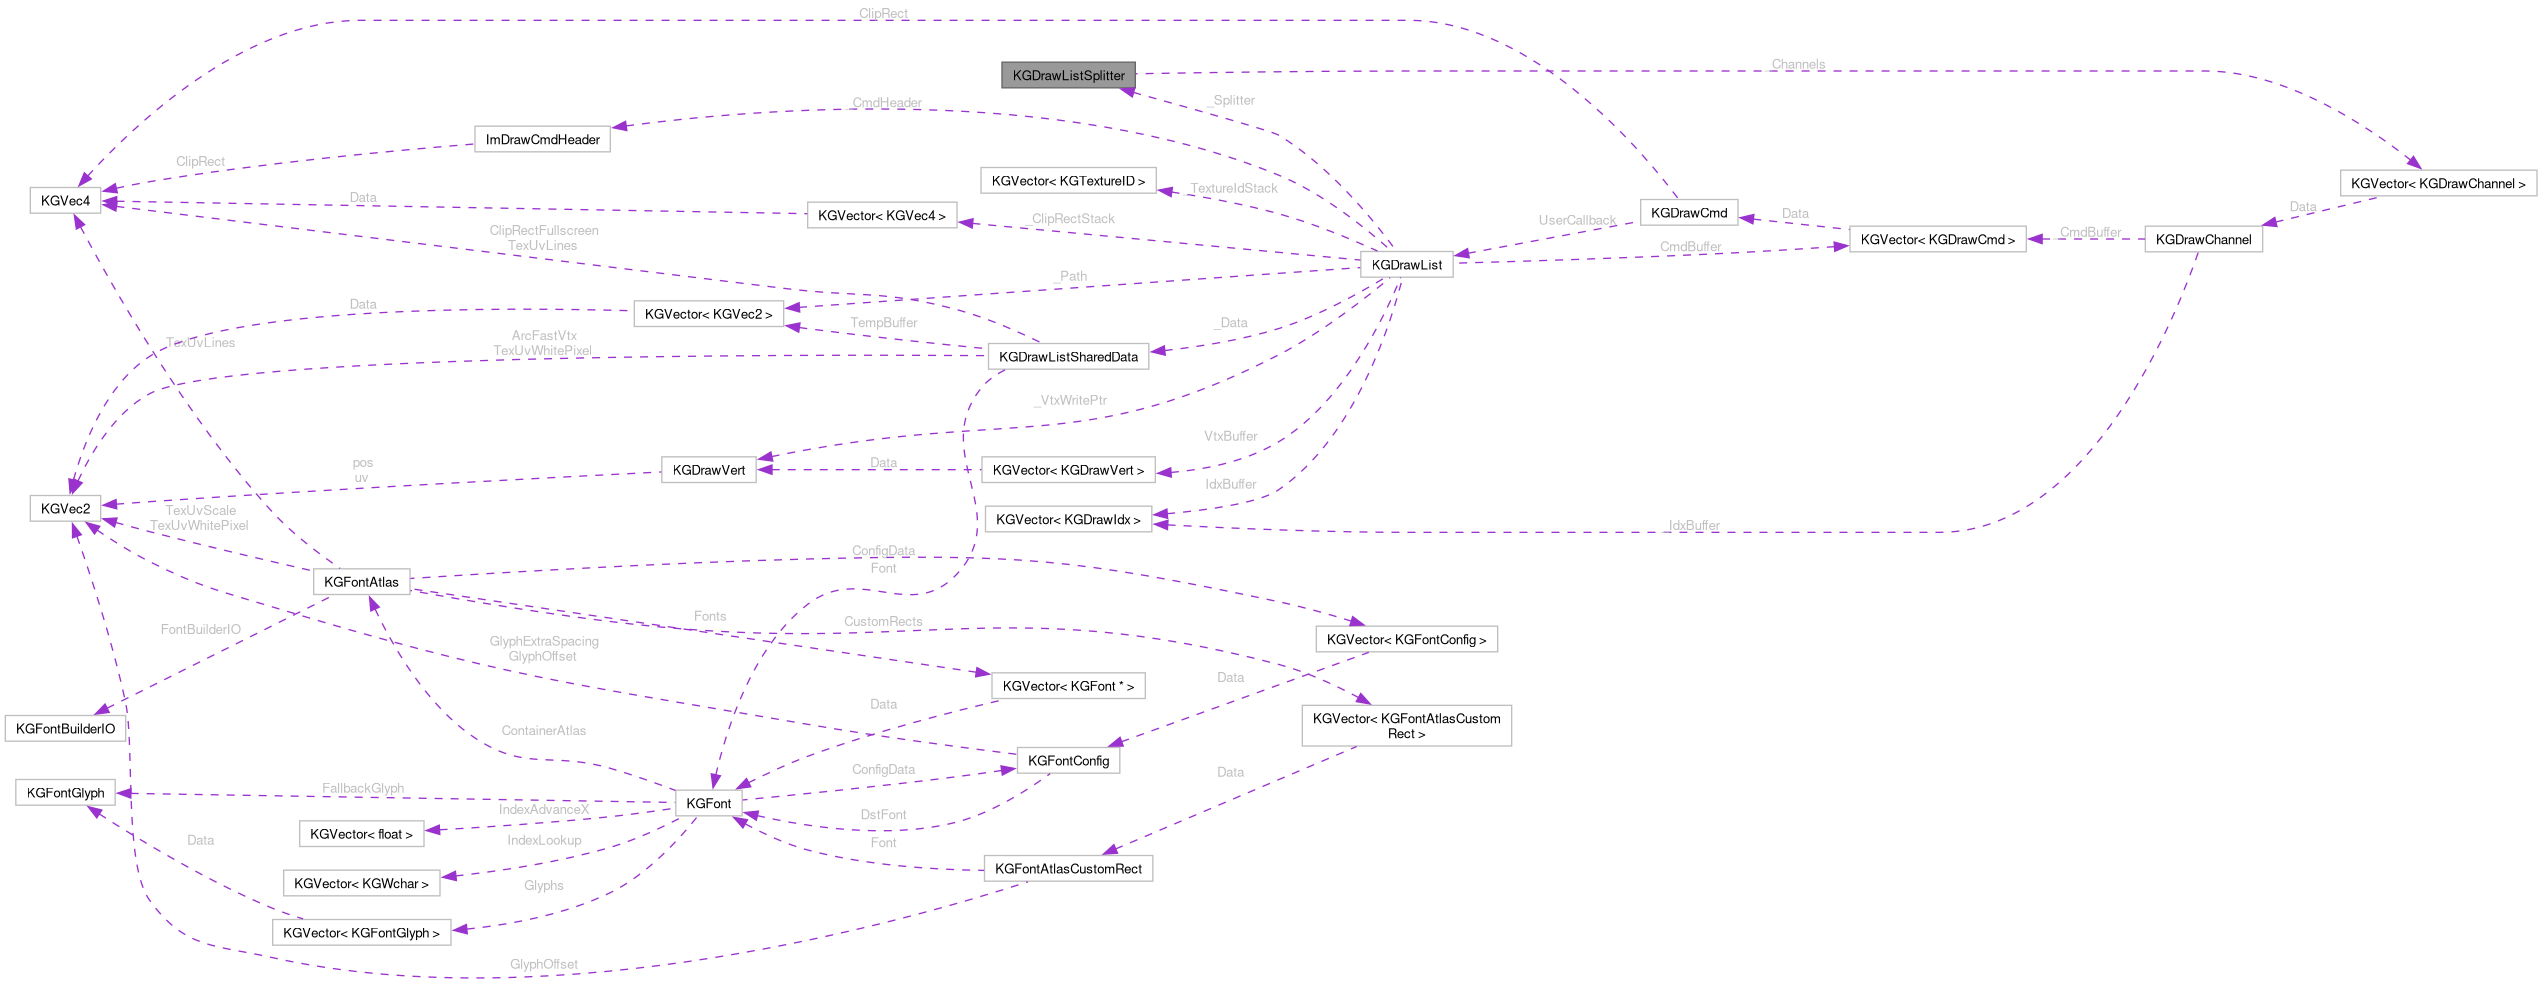 ClipRect
KGDrawListSplitter
Channels
_Splitter
CmdHeader
ImDrawCmdHeader
ClipRect
KGVector< KGTextureID >
TextureIdStack
KGVector< KGDrawChannel >
KGVec4
Data
KGVector< KGVec4 >
_ClipRectStack
UserCallback
KGDrawCmd
Data
Data
ClipRectFullscreen
TexUvLines
KGDrawList
CmdBuffer
KGVector< KGDrawCmd >
CmdBuffer
KGDrawChannel
_Path
Data
KGVector< KGVec2 >
TempBuffer
_Data
TexUvLines
ArcFastVtx
TexUvWhitePixel
KGDrawListSharedData
_VtxWritePtr
VtxBuffer
pos
uv
KGDrawVert
Data
KGVector< KGDrawVert >
IdxBuffer
KGVec2
TexUvScale
TexUvWhitePixel
KGVector< KGDrawIdx >
IdxBuffer
KGFontAtlas
ConfigData
Font
FontBuilderIO
Fonts
CustomRects
KGVector< KGFontConfig >
GlyphExtraSpacing
GlyphOffset
KGVector< KGFont * >
Data
Data
KGVector< KGFontAtlasCustom
Rect >
KGFontBuilderIO
ContainerAtlas
KGFontConfig
ConfigData
Data
KGFontGlyph
FallbackGlyph
KGFont
IndexAdvanceX
DstFont
KGVector< float >
IndexLookup
Font
Data
KGFontAtlasCustomRect
KGVector< KGWchar >
Glyphs
KGVector< KGFontGlyph >
GlyphOffset